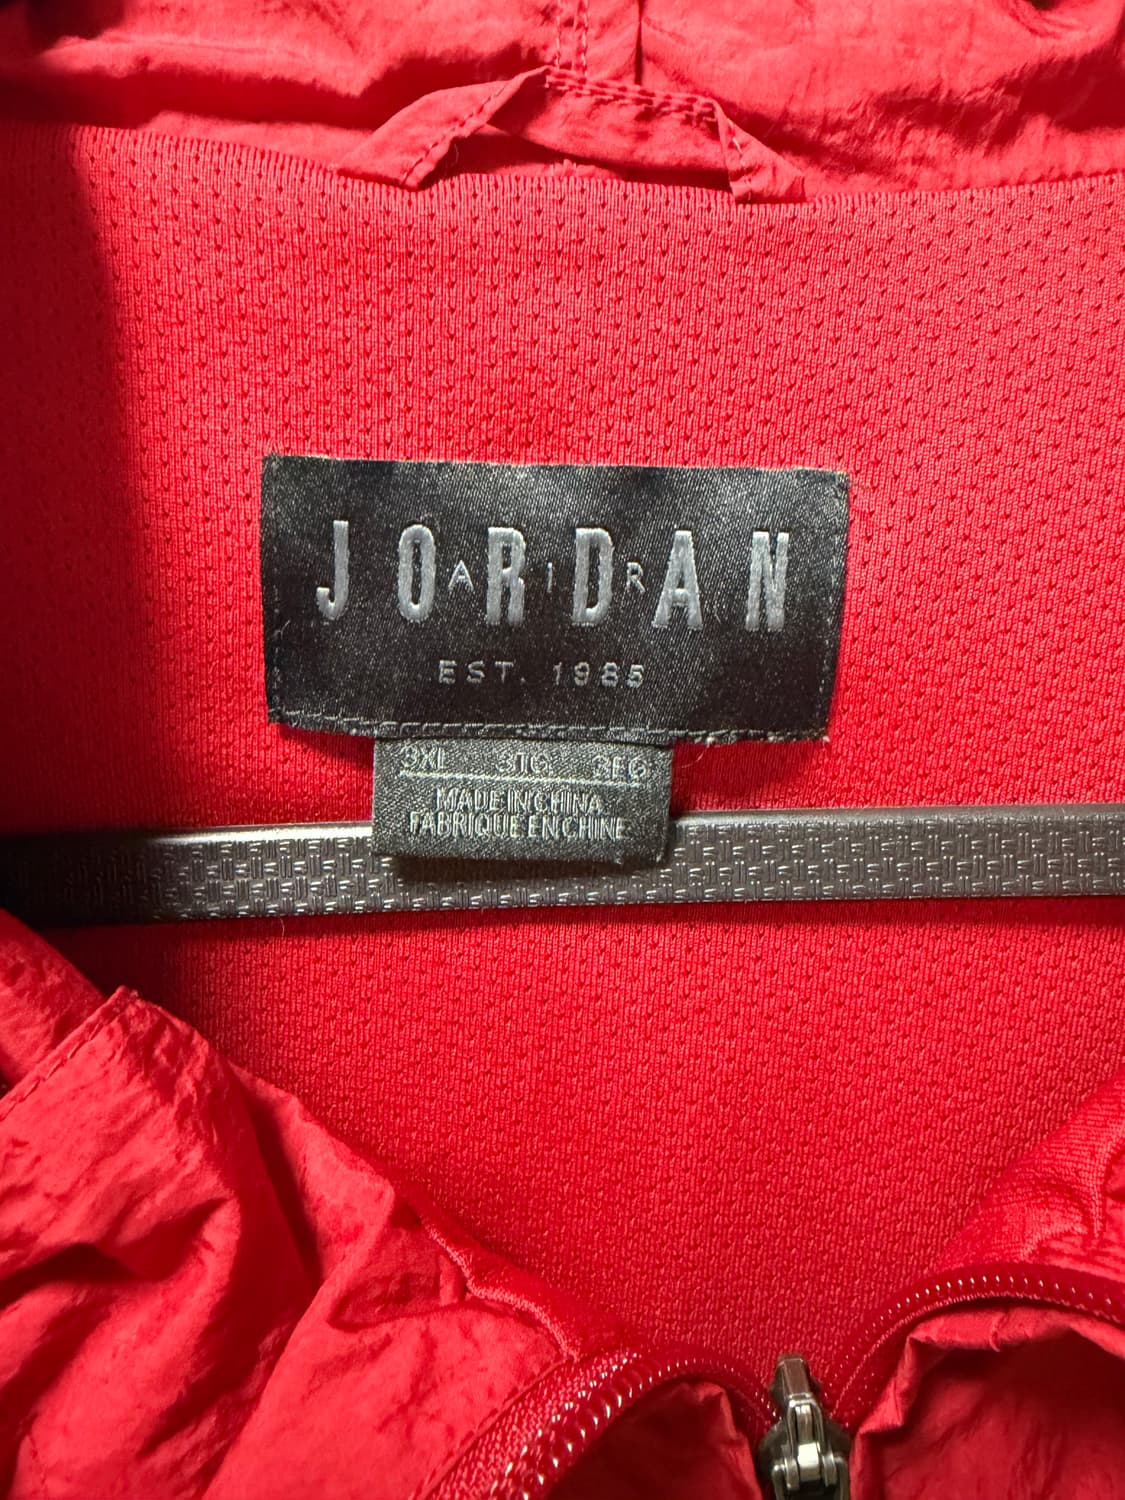 JORDAN
AIR
EST. 1985
3XL 3TG 3EG
MADE IN CHINA
FABRIQUE EN CHINE